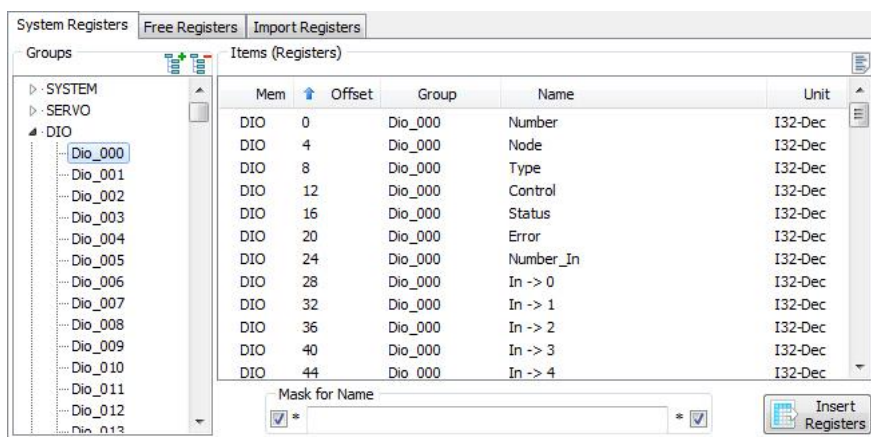 System Registers Free Registers Import Registers
Groups
SYSTEM
SERVO
DIO
Dio_000
Dio_001
Dio_002
Dio_003
Dio_004
Dio_005
Dio_006
Dio_007
Dio_008
Dio_009
Dio_010
Dio_011
Dio_012
Dio_013
Items (Registers)
Mem Offset Group Name Unit
DIO 0 Dio_000 Number I32-Dec
DIO 4 Dio_000 Node I32-Dec
DIO 8 Dio_000 Type I32-Dec
DIO 12 Dio_000 Control I32-Dec
DIO 16 Dio_000 Status I32-Dec
DIO 20 Dio_000 Error I32-Dec
DIO 24 Dio_000 Number_In I32-Dec
DIO 28 Dio_000 In -> 0 I32-Dec
DIO 32 Dio_000 In -> 1 I32-Dec
DIO 36 Dio_000 In -> 2 I32-Dec
DIO 40 Dio_000 In -> 3 I32-Dec
DIO 44 Dio_000 In -> 4 I32-Dec
Mask for Name
* *
Insert
Registers